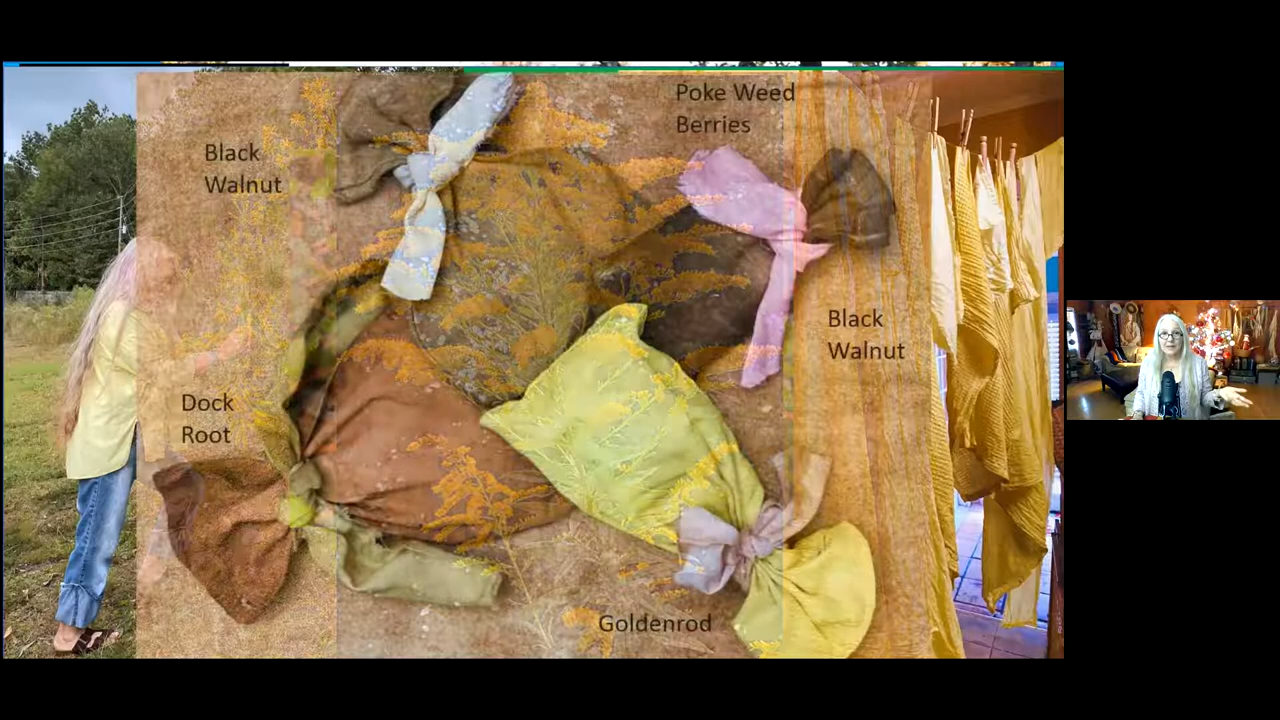 Poke Weed
Berries
Black
Walnut
Black
Walnut
Dock
Root
Goldenrod